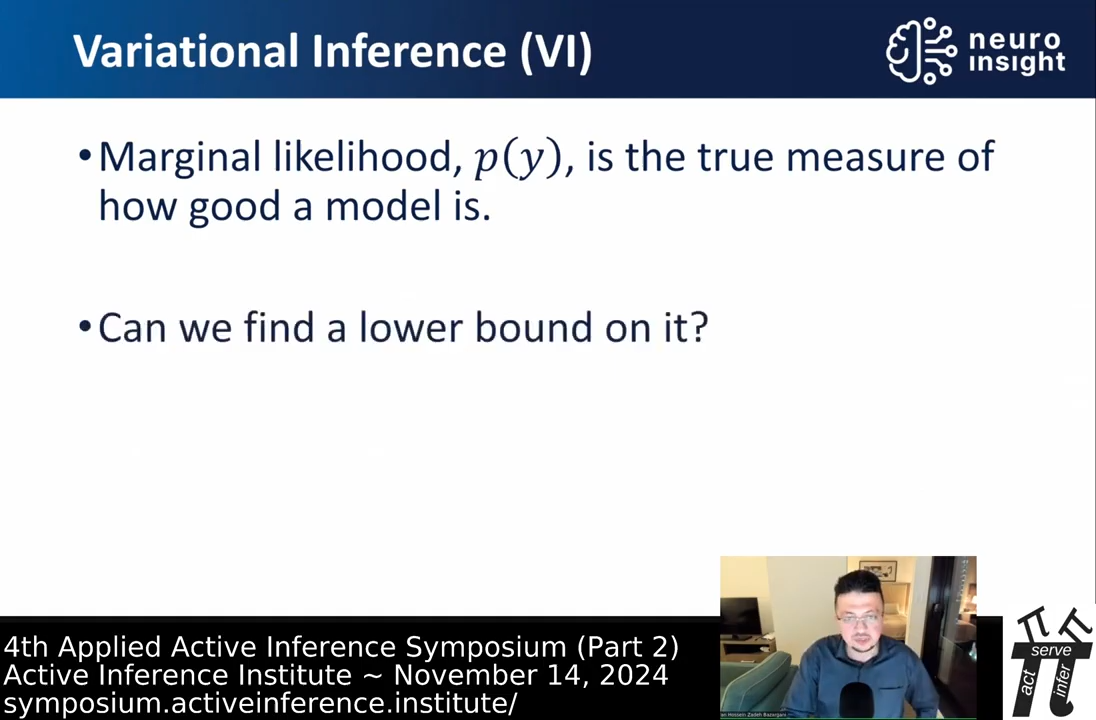 Variational Inference (VI)
neuro
insight
•Marginal likelihood, p(y), is the true measure of
how good a model is.
•Can we find a lower bound on it?
4th Applied Active Inference Symposium (Part 2)
Active Inference Institute ~ November 14, 2024
symposium.activeinference.institute/
serve
act
infer